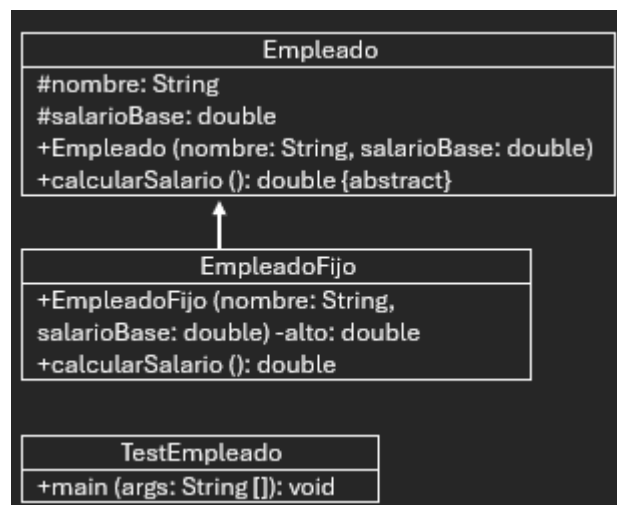 Empleado
#nombre: String
#salarioBase: double
+Empleado (nombre: String, salarioBase: double)
+calcularSalario (): double {abstract}
EmpleadoFijo
+EmpleadoFijo (nombre: String,
salarioBase: double) -alto: double
+calcularSalario (): double
TestEmpleado
+main (args: String []): void